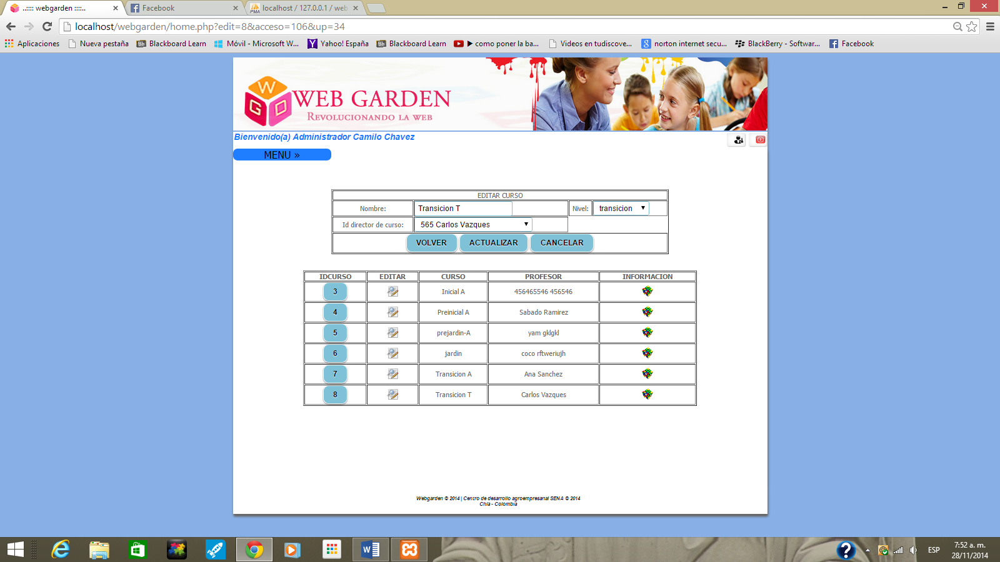 ..:::: webgarden ::::..
Facebook
localhost / 127.0.0.1 / web
localhost/webgarden/home.php?edit=8&acceso=106&up=34
Aplicaciones Nueva pestaña Blackboard Learn Móvil - Microsoft W... Yahoo! España Blackboard Learn ► como poner la ba... Videos en tudiscove... norton internet secu... BlackBerry - Softwar... Facebook
W G D
WEB GARDEN
REVOLUCIONANDO LA WEB
Bienvenido(a) Administrador Camilo Chavez
MENU »
EDITAR CURSO
Nombre: Transicion T Nivel: transicion
Id director de curso: 565 Carlos Vazques
VOLVER ACTUALIZAR CANCELAR
IDCURSO EDITAR CURSO PROFESOR INFORMACION
3 Inicial A 456465546 456546
4 Preinicial A Sabado Ramirez
5 prejardin-A yam gklgkl
6 jardin coco rftweriujh
7 Transicion A Ana Sanchez
8 Transicion T Carlos Vazques
Webgarden © 2014 | Centro de desarrollo agroempresarial SENA © 2014
Chía - Colombia
ESP
7:52 a. m.
28/11/2014